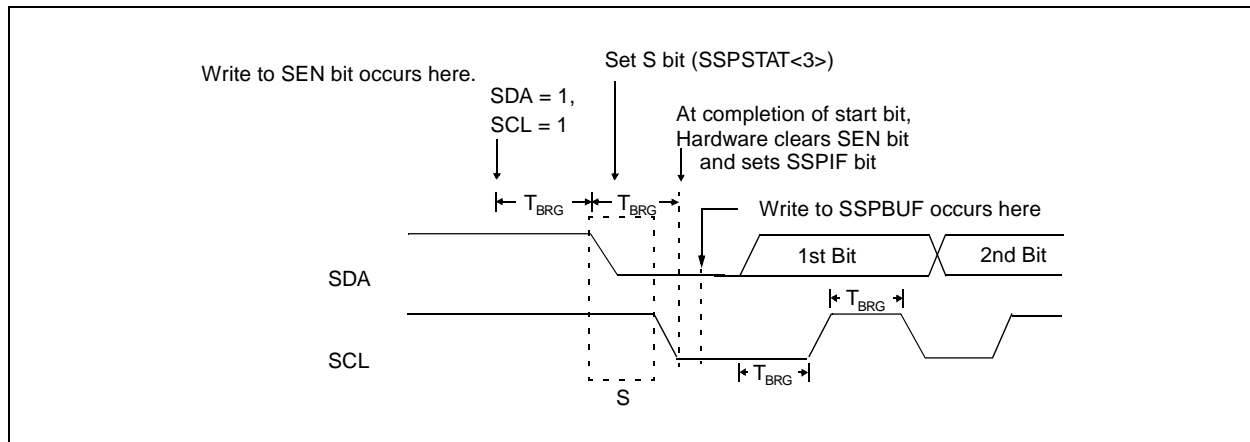 Write to SEN bit occurs here.
Set S bit (SSPSTAT<3>)
SDA = 1,
SCL = 1
At completion of start bit,
Hardware clears SEN bit
and sets SSPIF bit
TBRG
TBRG
Write to SSPBUF occurs here
SDA
1st Bit
2nd Bit
TBRG
SCL
TBRG
S